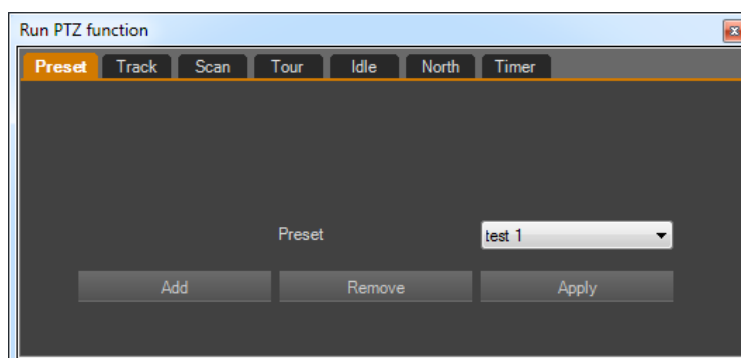 Run PTZ function
Preset Track Scan Tour Idle North Timer
Preset test 1
Add Remove Apply